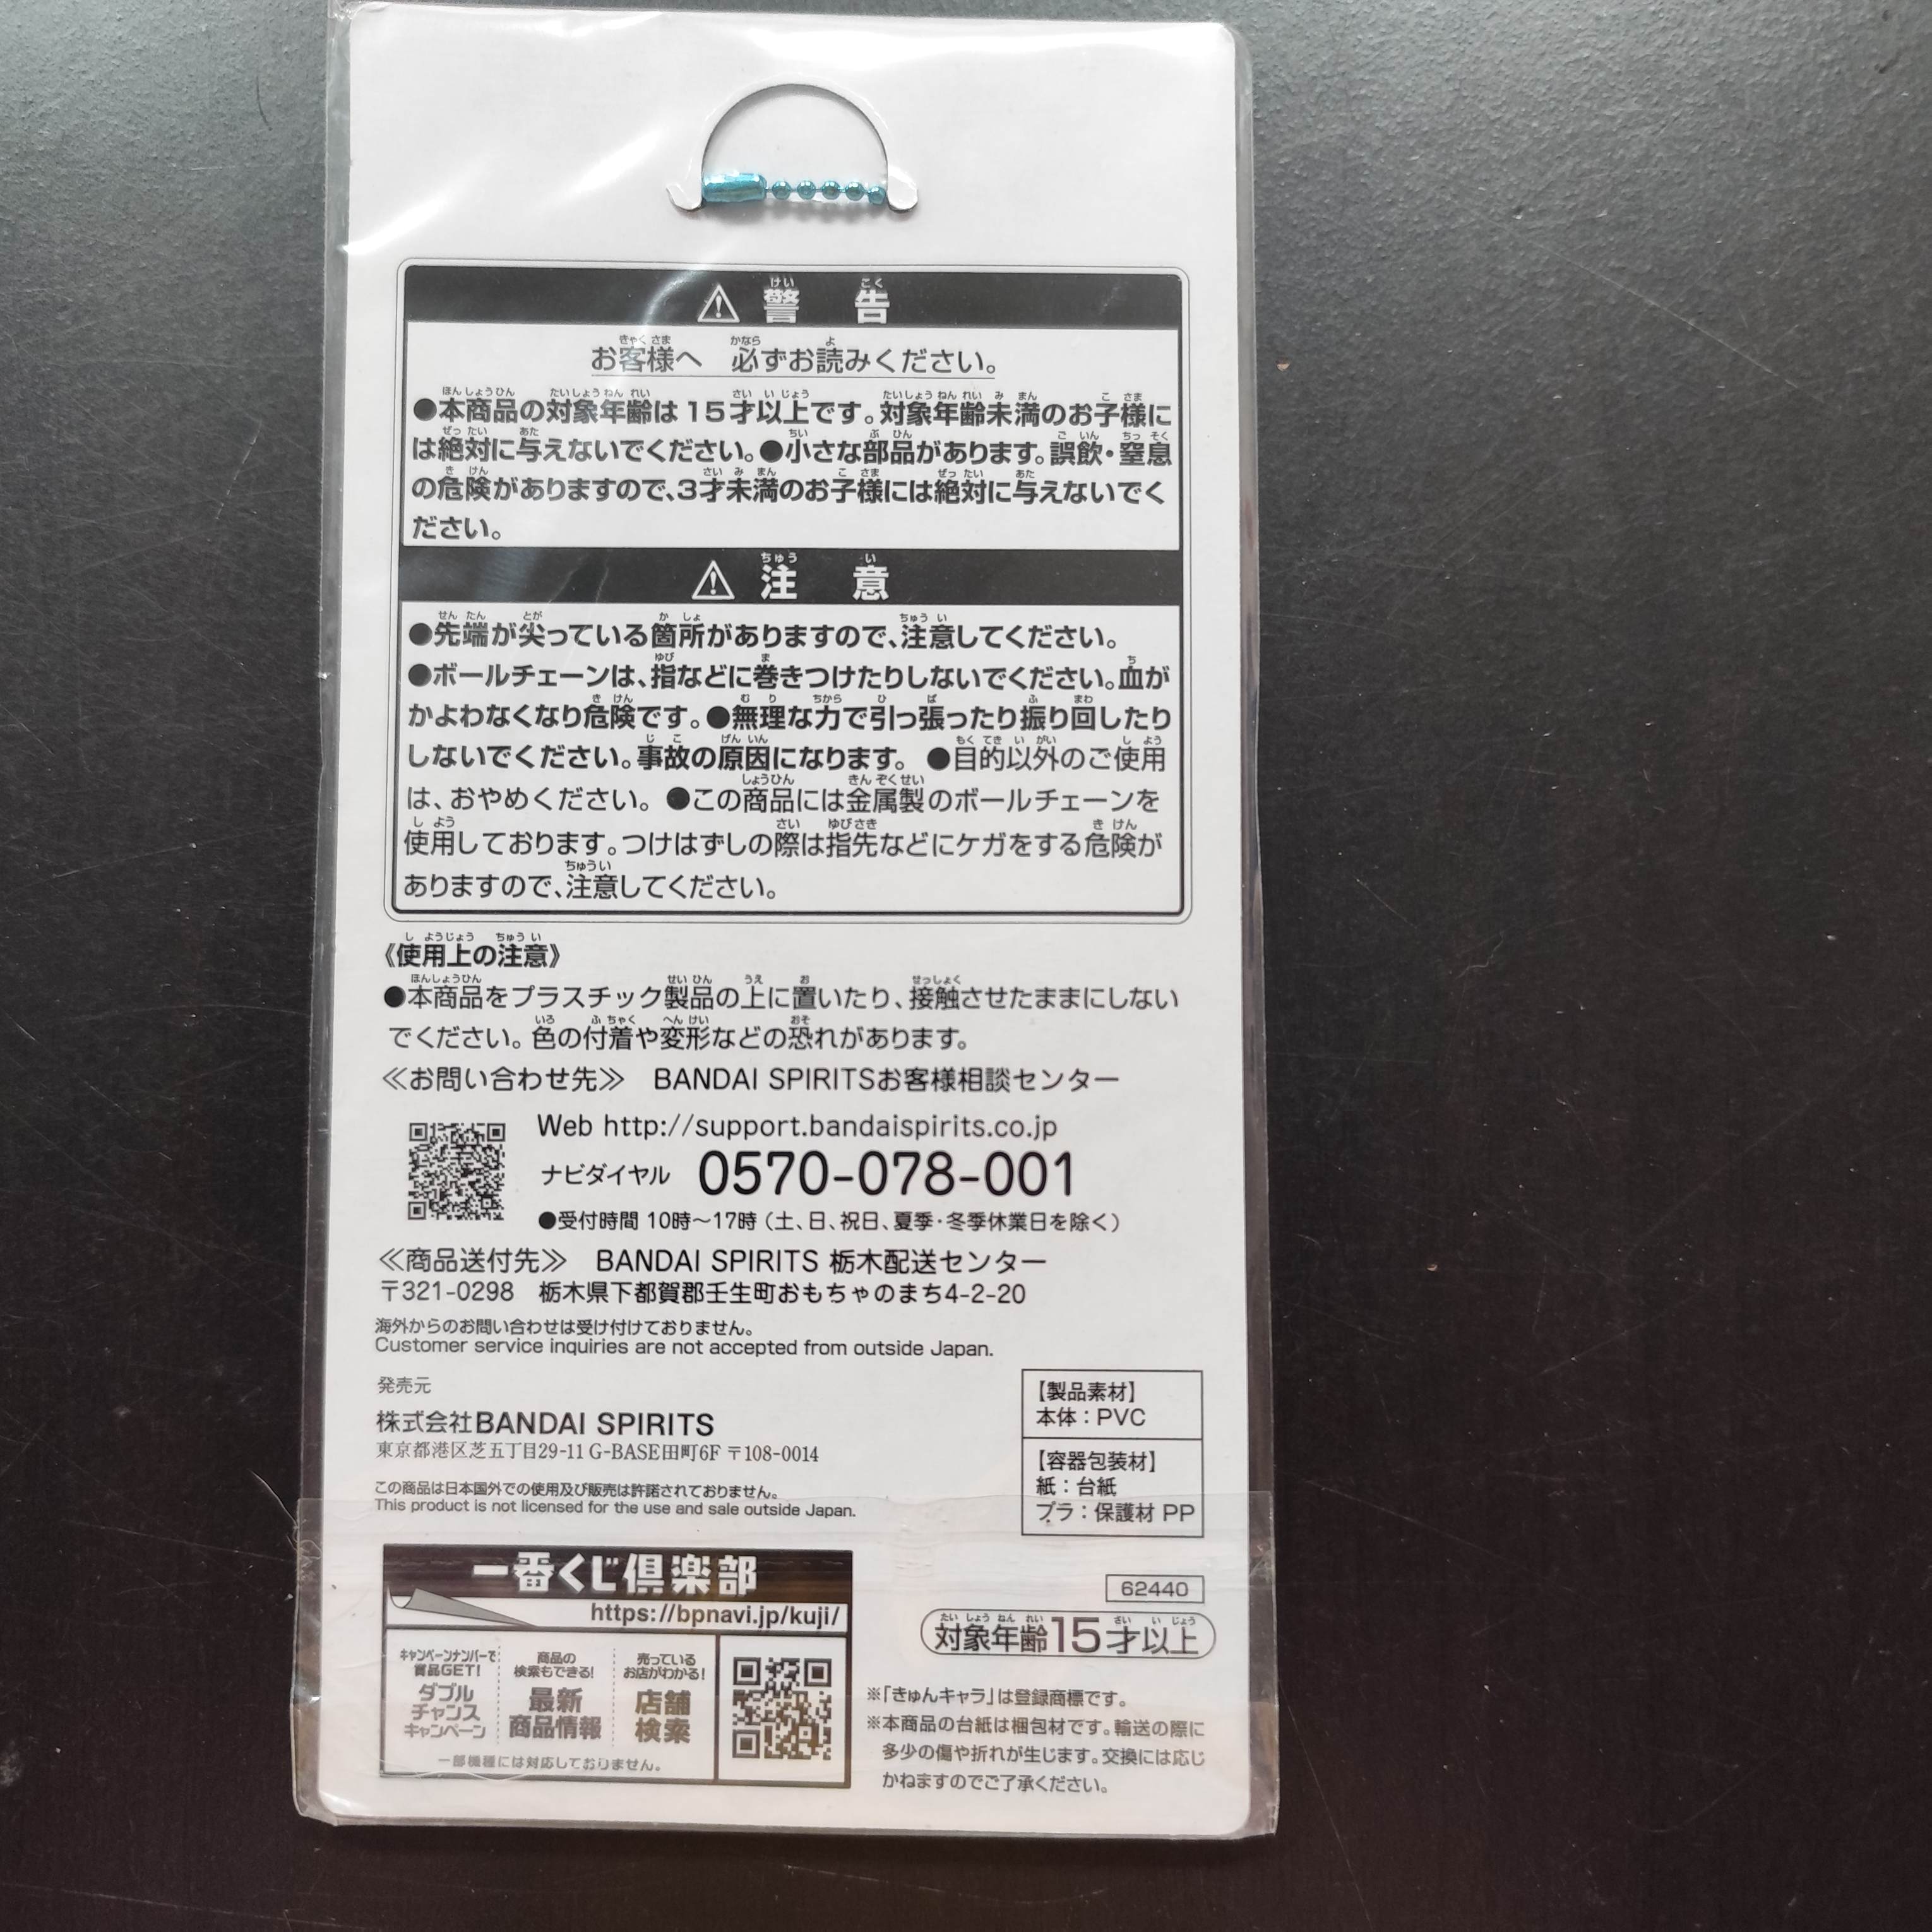 警告
お客様へ 必ずお読みください。
●本商品の対象年齢は15才以上です。対象年齢未満のお子様に
は絶対に与えないでください。●小さな部品があります。誤飲・窒息
の危険がありますので、3才未満のお子様には絶対に与えないでく
ださい。
注意
●先端が尖っている箇所がありますので、注意してください。
●ボールチェーンは、指などに巻きつけたりしないでください。血が
かよわなくなり危険です。●無理な力で引っ張ったり振り回したり
しないでください。事故の原因になります。 ●目的以外のご使用
は、おやめください。●この商品には金属製のボールチェーンを
使用しております。つけはずしの際は指先などにケガをする危険が
ありますので、注意してください。
《使用上の注意》
●本商品をプラスチック製品の上に置いたり、接触させたままにしない
でください。色の付着や変形などの恐れがあります。
≪お問い合わせ先≫ BANDAI SPIRITSお客様相談センター
Web http://support.bandaispirits.co.jp
ナビダイヤル 0570-078-001
●受付時間 10時～17時（土、日、祝日、夏季・冬季休業日を除く）
≪商品送付先≫ BANDAI SPIRITS 栃木配送センター
〒321-0298 栃木県下都賀郡壬生町おもちゃのまち4-2-20
海外からのお問い合わせは受け付けておりません。
Customer service inquiries are not accepted from outside Japan.
発売元
株式会社BANDAI SPIRITS
東京都港区芝五丁目29-11 G-BASE田町6F 〒108-0014
この商品は日本国外での使用及び販売は許諾されておりません。
This product is not licensed for the use and sale outside Japan.
【製品素材】
本体：PVC
【容器包装材】
紙：台紙
プラ：保護材 PP
一番くじ倶楽部
https://bpnavi.jp/kuji/
キャンペーンナンバーで
賞品GET!
ダブル
チャンス
キャンペーン
商品の
検索もできる!
最新
商品情報
売っている
お店がわかる!
店舗
検索
一部機種には対応しておりません。
62440
対象年齢15才以上
※「きゅんキャラ」は登録商標です。
※本商品の台紙は梱包材です。輸送の際に
多少の傷や折れが生じます。交換には応じ
かねますのでご了承ください。